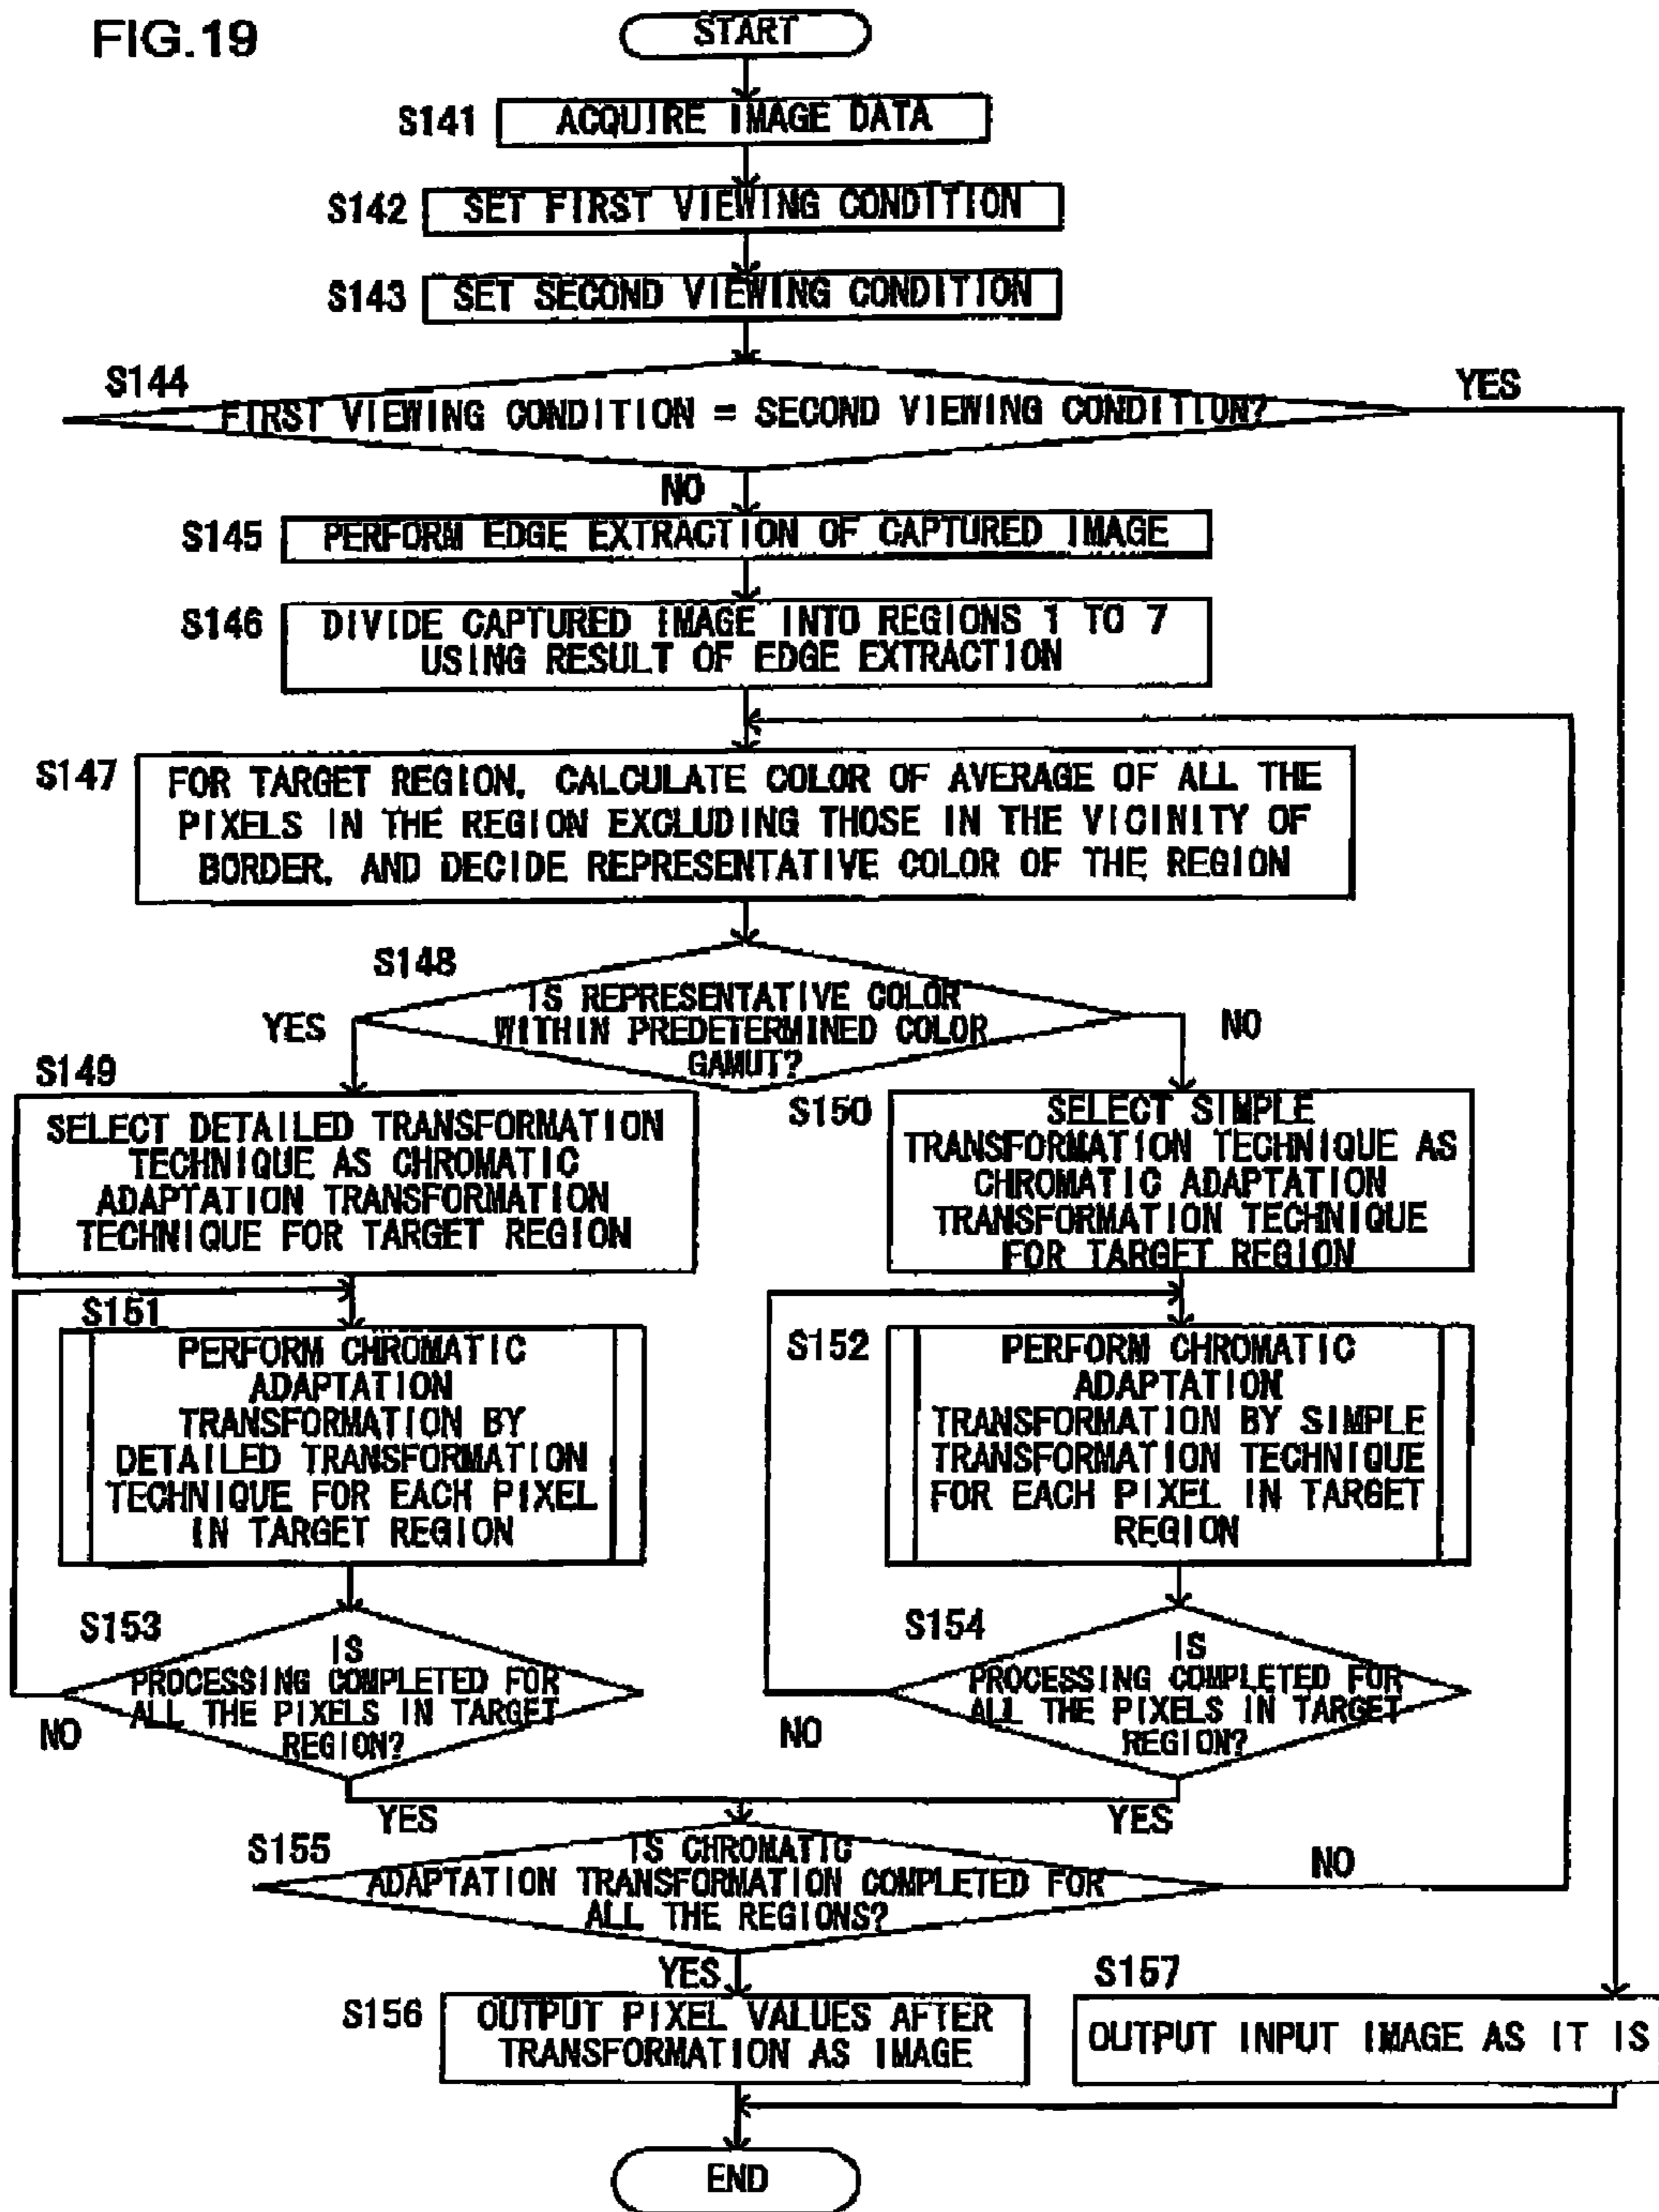 FIG.19
START
S141
ACQUIRE IMAGE DATA
S142
SET FIRST VIEWING CONDITION
S143
SET SECOND VIEWING CONDITION
S144
FIRST VIEWING CONDITION = SECOND VIEWING CONDITION?
YES
NO
S145
PERFORM EDGE EXTRACTION OF CAPTURED IMAGE
S146
DIVIDE CAPTURED IMAGE INTO REGIONS 1 TO 7
USING RESULT OF EDGE EXTRACTION
S147
FOR TARGET REGION, CALCULATE COLOR OF AVERAGE OF ALL THE
PIXELS IN THE REGION EXCLUDING THOSE IN THE VICINITY OF
BORDER, AND DECIDE REPRESENTATIVE COLOR OF THE REGION
S148
IS REPRESENTATIVE COLOR
WITHIN PREDETERMINED COLOR
GAMUT?
YES
NO
S149
SELECT DETAILED TRANSFORMATION
TECHNIQUE AS CHROMATIC
ADAPTATION TRANSFORMATION
TECHNIQUE FOR TARGET REGION
S150
SELECT SIMPLE
TRANSFORMATION TECHNIQUE AS
CHROMATIC ADAPTATION
TRANSFORMATION TECHNIQUE
FOR TARGET REGION
S151
PERFORM CHROMATIC
ADAPTATION
TRANSFORMATION BY
DETAILED TRANSFORMATION
TECHNIQUE FOR EACH PIXEL
IN TARGET REGION
S152
PERFORM CHROMATIC
ADAPTATION
TRANSFORMATION BY SIMPLE
TRANSFORMATION TECHNIQUE
FOR EACH PIXEL IN TARGET
REGION
S153
IS
PROCESSING COMPLETED FOR
ALL THE PIXELS IN TARGET
REGION?
NO
YES
S154
IS
PROCESSING COMPLETED FOR
ALL THE PIXELS IN TARGET
REGION?
NO
YES
S155
IS CHROMATIC
ADAPTATION TRANSFORMATION COMPLETED FOR
ALL THE REGIONS?
NO
YES
S156
OUTPUT PIXEL VALUES AFTER
TRANSFORMATION AS IMAGE
S157
OUTPUT INPUT IMAGE AS IT IS
END